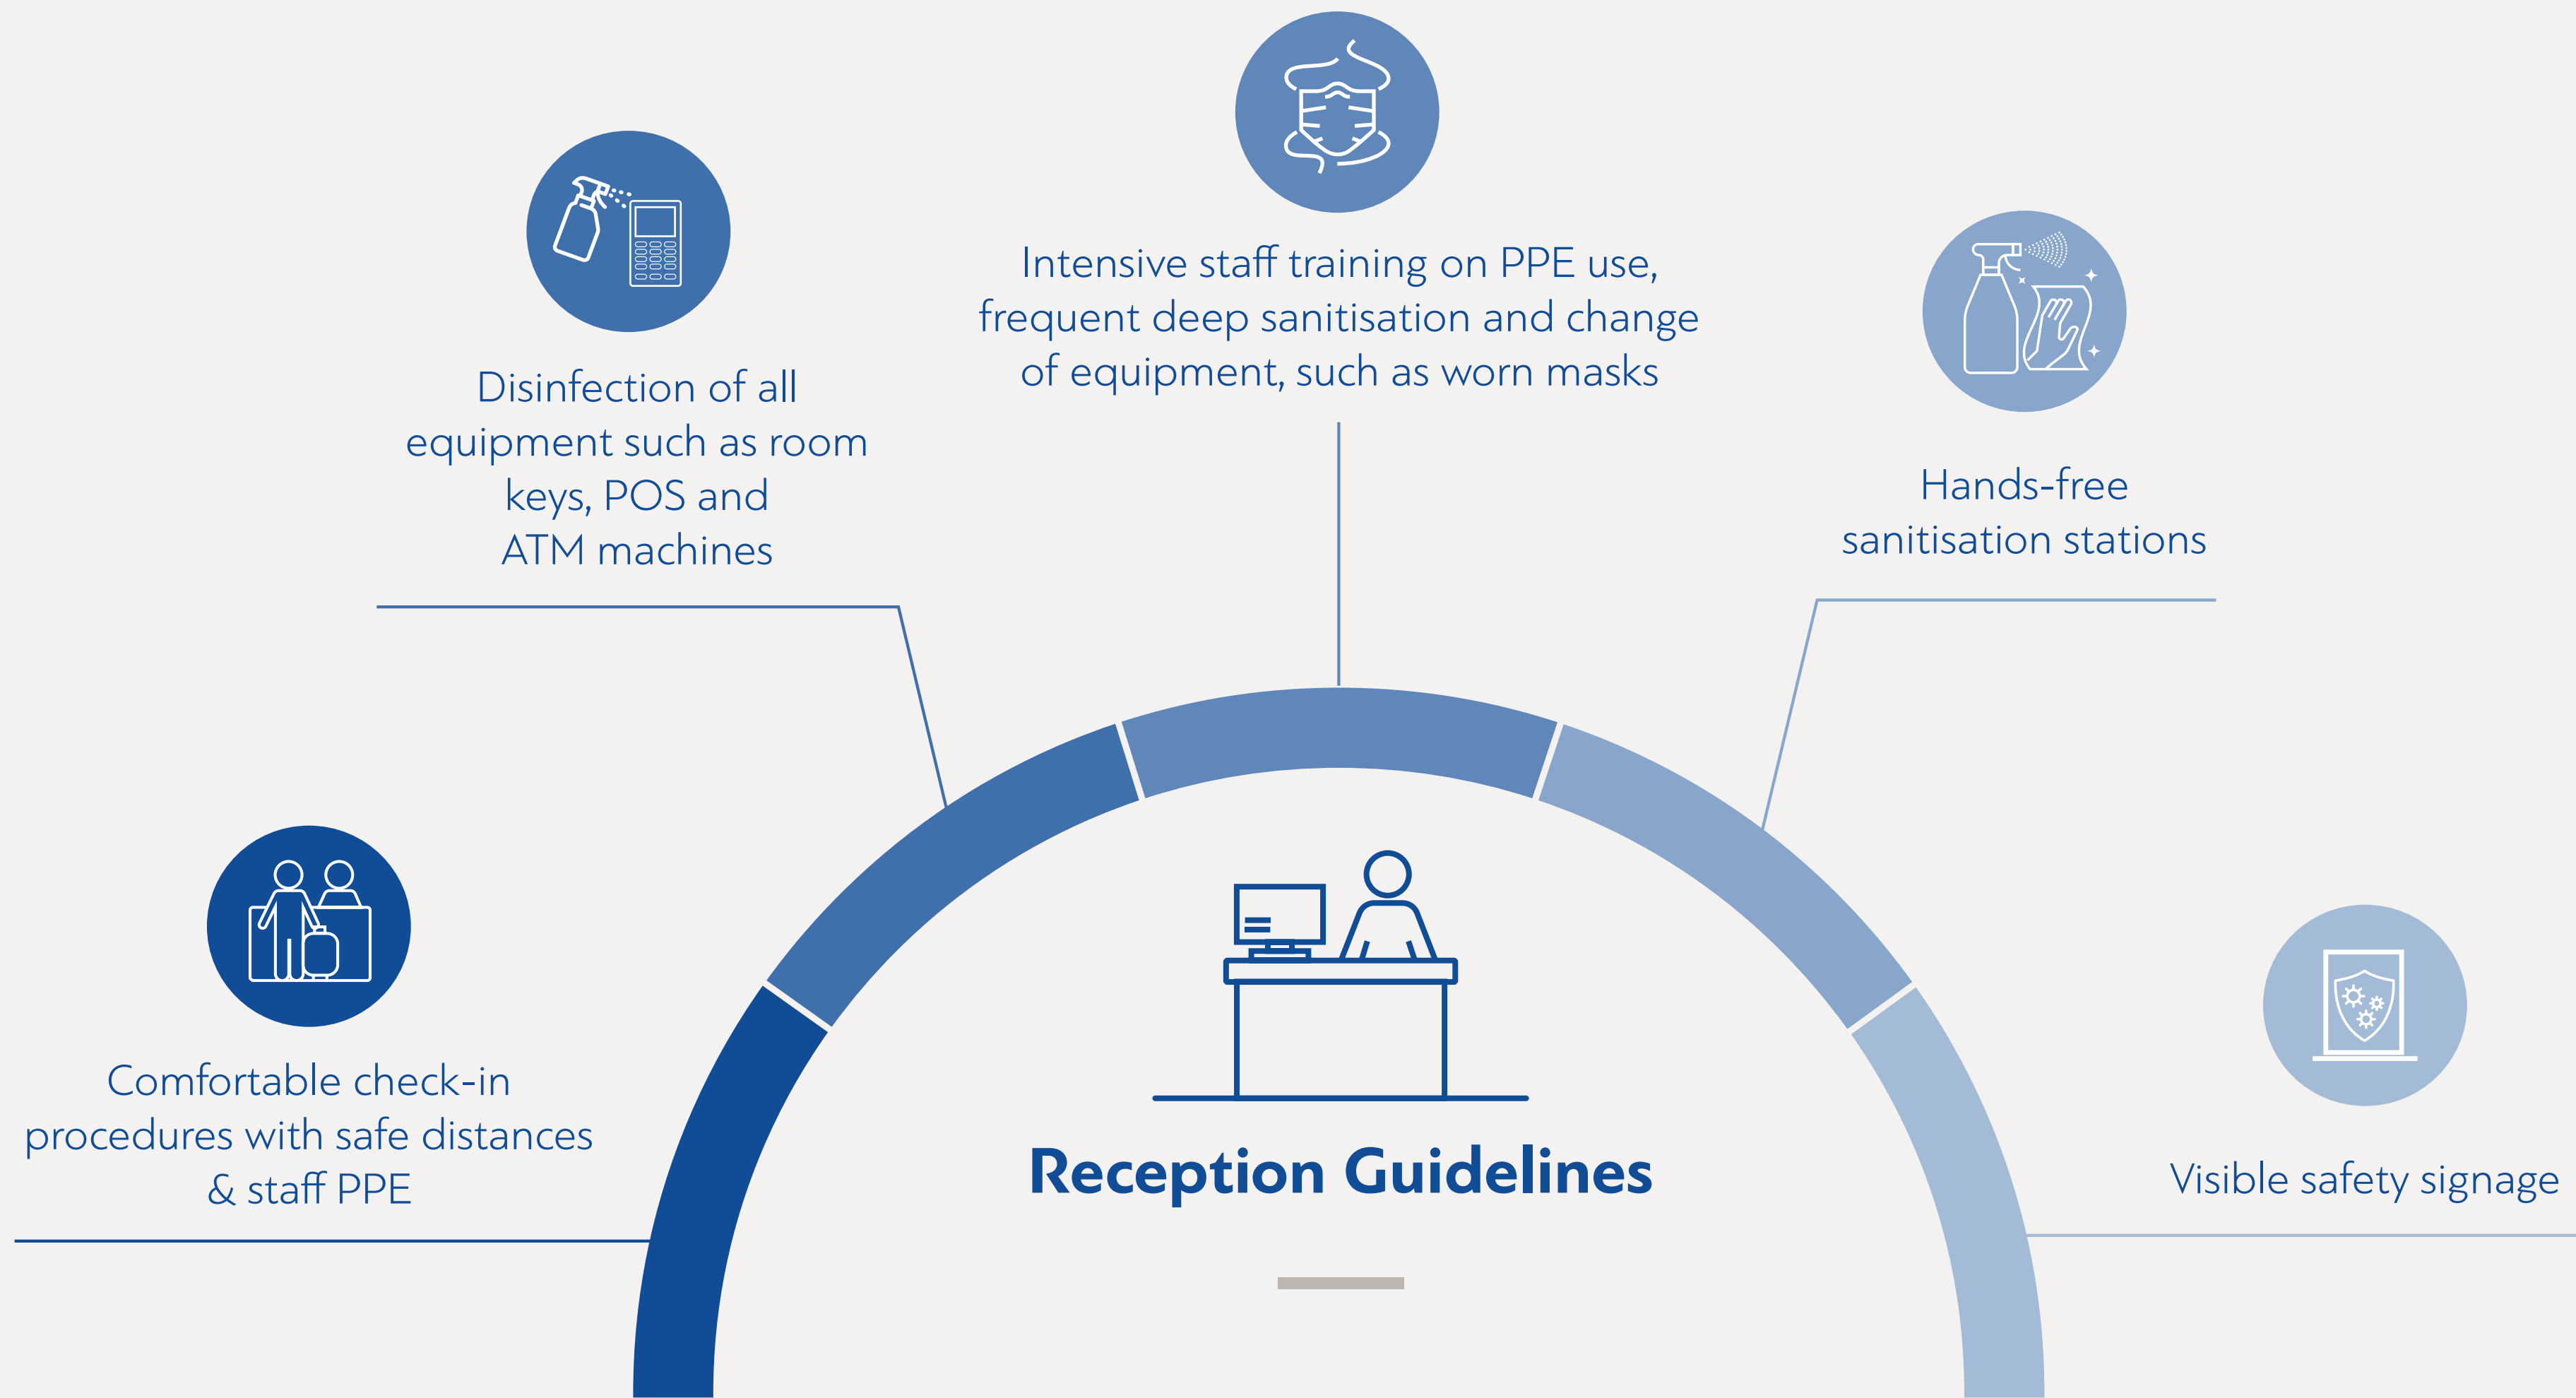 Intensive staff training on PPE use,
frequent deep sanitisation and change
of equipment, such as worn masks
Disinfection of all
equipment such as room
keys, POS and
ATM machines
Hands-free
sanitisation stations
Comfortable check-in
procedures with safe distances
& staff PPE
Reception Guidelines
Visible safety signage